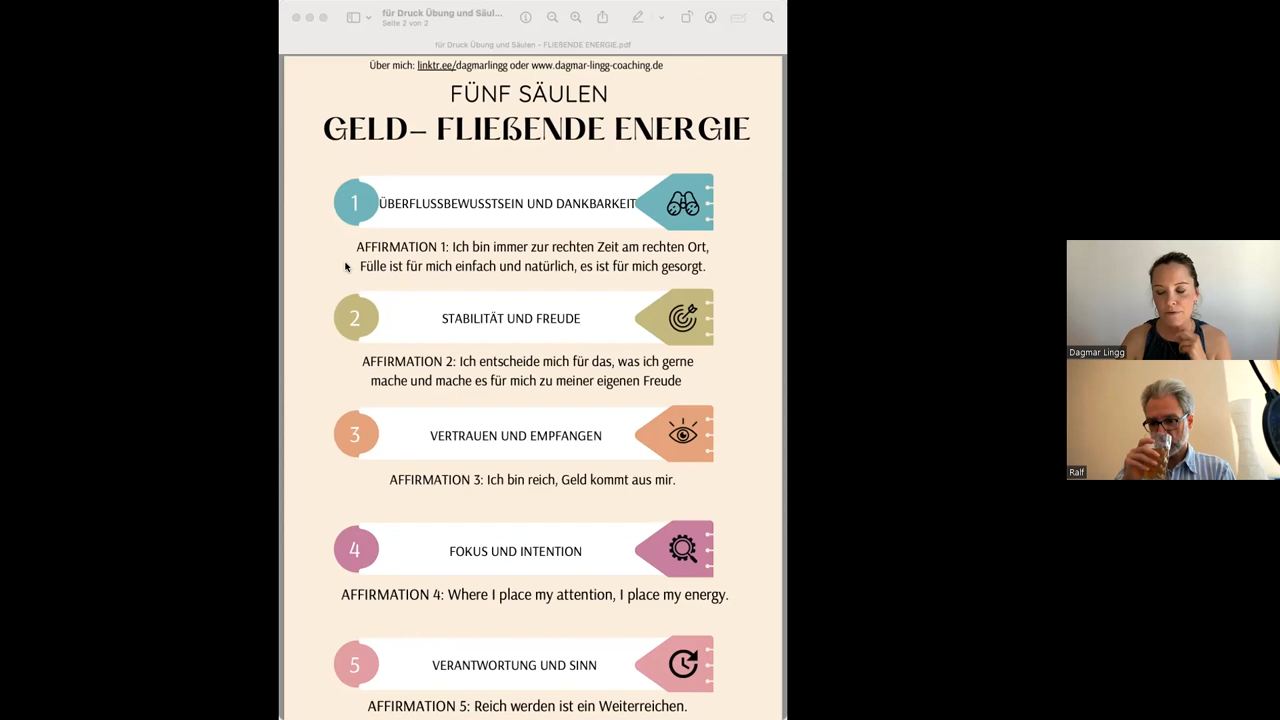 für Druck Übung und Säul...
Seite 2 von 2
für Druck Übung und Säulen - FLIEẞENDE ENERGIE.pdf
Über mich: linktr.ee/dagmarlingg oder www.dagmar-lingg-coaching.de
FÜNF SÄULEN
GELD– FLIEẞENDE ENERGIE
1
ÜBERFLUSSBEWUSSTSEIN UND DANKBARKEIT
AFFIRMATION 1: Ich bin immer zur rechten Zeit am rechten Ort,
Fülle ist für mich einfach und natürlich, es ist für mich gesorgt.
2
STABILITÄT UND FREUDE
AFFIRMATION 2: Ich entscheide mich für das, was ich gerne
mache und mache es für mich zu meiner eigenen Freude
3
VERTRAUEN UND EMPFANGEN
AFFIRMATION 3: Ich bin reich, Geld kommt aus mir.
4
FOKUS UND INTENTION
AFFIRMATION 4: Where I place my attention, I place my energy.
5
VERANTWORTUNG UND SINN
AFFIRMATION 5: Reich werden ist ein Weiterreichen.
Dagmar Lingg
Ralf